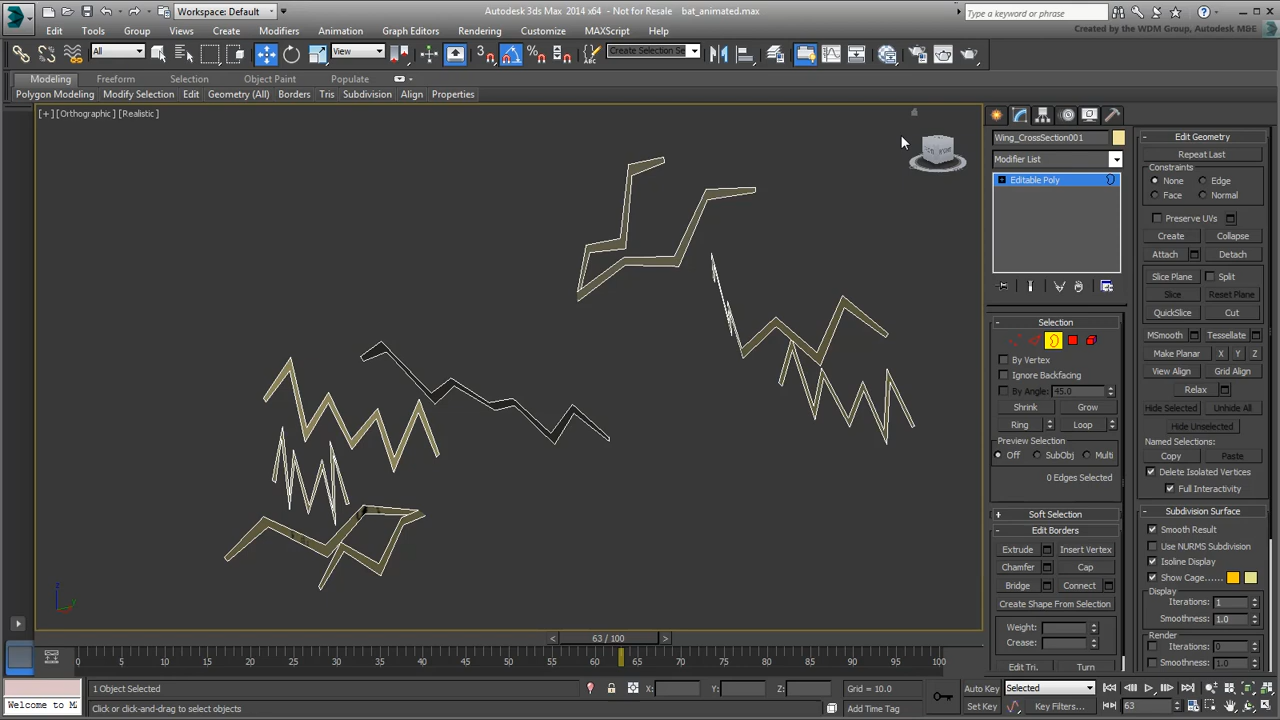 Workspace: Default
Autodesk 3ds Max 2014 x64 - Not for Resale bat_animated.max
Type a keyword or phrase
Created by the WDM Group, Autodesk MGE
Edit Tools Group Views Create Modifiers Animation Graph Editors Rendering Customize MAXScript Help
All
View
3
Create Selection Se
Modeling Freeform Selection Object Paint Populate
Polygon Modeling Modify Selection Edit Geometry (All) Borders Tris Subdivision Align Properties
[+] [Orthographic] [Realistic]
Wing_CrossSection001
Modifier List
Editable Poly
Selection
By Vertex
Ignore Backfacing
By Angle: 45.0
Shrink Grow
Ring Loop
Preview Selection
Off SubObj Multi
0 Edges Selected
Soft Selection
Edit Borders
Extrude Insert Vertex
Chamfer Cap
Bridge Connect
Create Shape From Selection
Weight:
Crease:
Edit Tri. Turn
Edit Geometry
Repeat Last
Constraints
None Edge
Face Normal
Preserve UVs
Create Collapse
Attach Detach
Slice Plane Split
Slice Reset Plane
QuickSlice Cut
MSmooth Tessellate
Make Planar X Y Z
View Align Grid Align
Relax
Hide Selected Unhide All
Hide Unselected
Named Selections:
Copy Paste
Delete Isolated Vertices
Full Interactivity
Subdivision Surface
Smooth Result
Use NURMS Subdivision
Isoline Display
Show Cage......
Display
Iterations: 1
Smoothness: 1.0
Render
Iterations: 0
Smoothness: 1.0
z
63 / 100
0 5 10 15 20 25 30 35 40 45 50 55 60 65 70 75 80 85 90 95 100
1 Object Selected
X: Y: Z: Grid = 10.0
Auto Key Selected
Welcome to M
Click or click-and-drag to select objects
Add Time Tag
Set Key Key Filters... 63